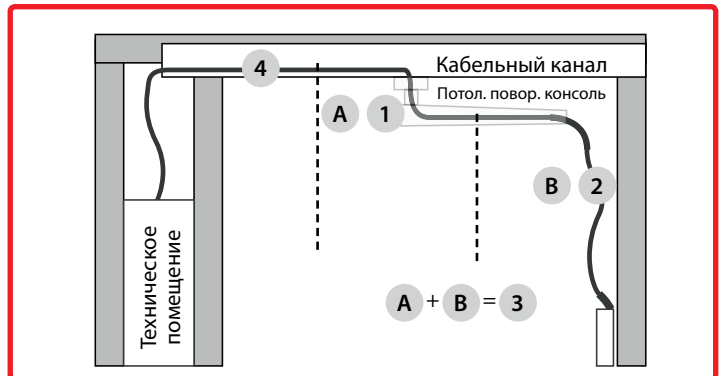 4
Кабельный канал
Потол. повор. консоль
A 1
B 2
Техническое
помещение
A + B = 3